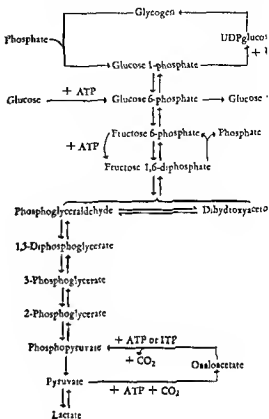 Glycogen
Phosphate
UDPgluco
Glucose 1-phosphate
+ ATP
Glucose
Glucose 6-phosphate
Glucose
Fructose 6-phosphate
Phosphate
+ ATP
Fructose 1,6-diphosphate
Phosphoglyceraldehyde
Dihydroxyaceto
1,3-Diphosphoglycerate
3-Phosphoglycerate
2-Phosphoglycerate
+ ATP or ITP
Phosphopyruvate
+ CO2
Oxaloacetate
Pyruvate
+ ATP + CO2
Lactate